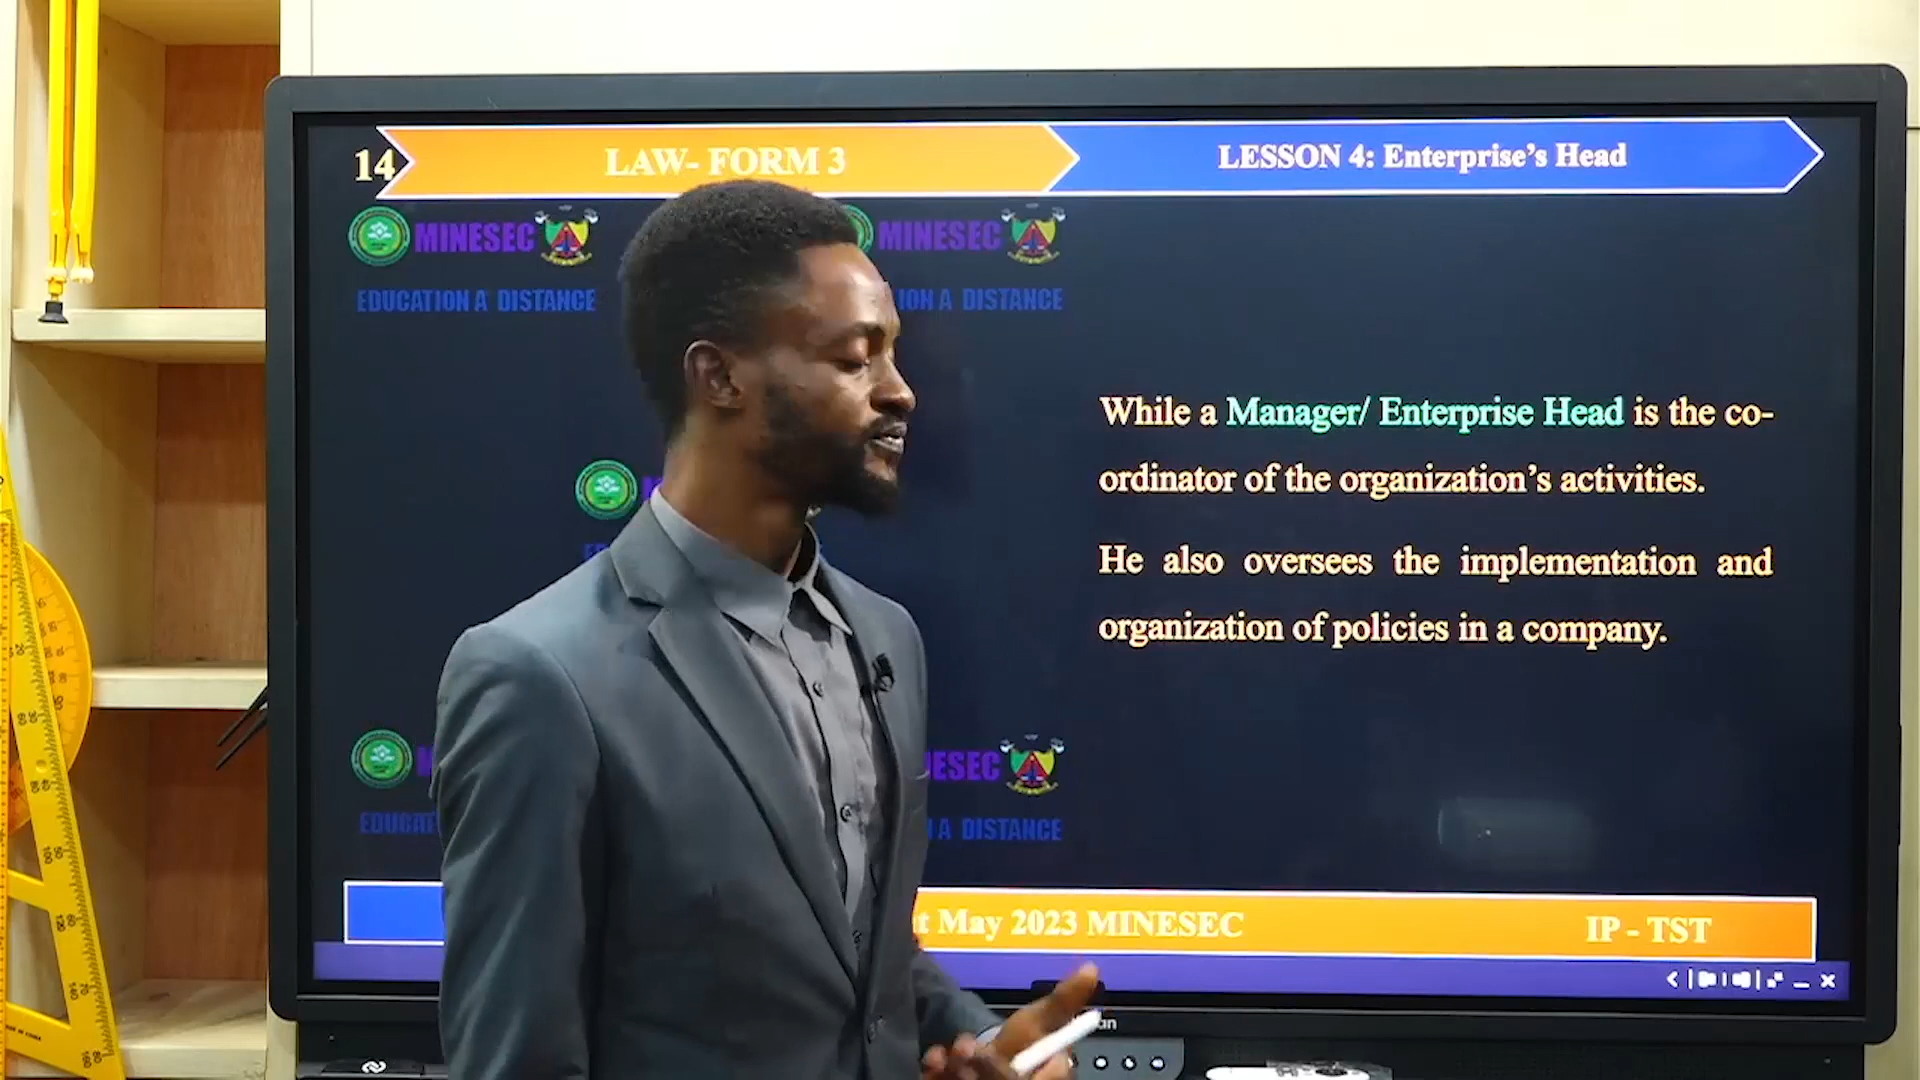 14
LAW- FORM 3
LESSON 4: Enterprise's Head
MINESEC
MINESEC
EDUCATION A DISTANCE
A DISTANCE
While a Manager/ Enterprise Head is the co-
ordinator of the organization's activities.
He also oversees the implementation and
organization of policies in a company.
A DISTANCE
May 2023 MINESEC
IP - TST